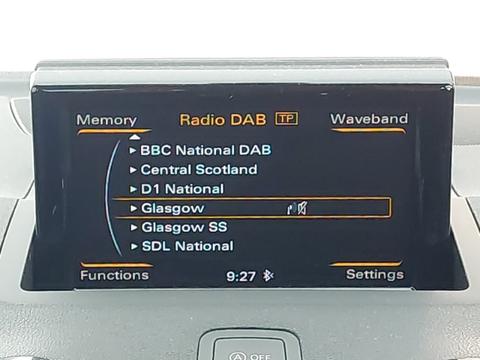 Memory Radio DAB TP Waveband
BBC National DAB
Central Scotland
D1 National
Glasgow
Glasgow SS
SDL National
Functions 9:27 Settings
A OFF